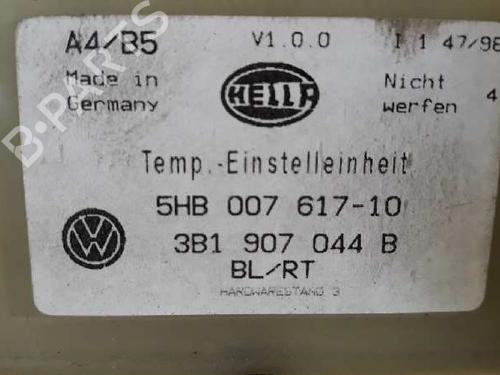 A4/B5 V1.0.0 I 1 47/98
Made in Germany
HELLA
Nicht werfen 4
Temp.-Einstelleinheit
5HB 007 617-10
3B1 907 044 B
BL/RT
HARDWARESTAND 3
B-PARTS